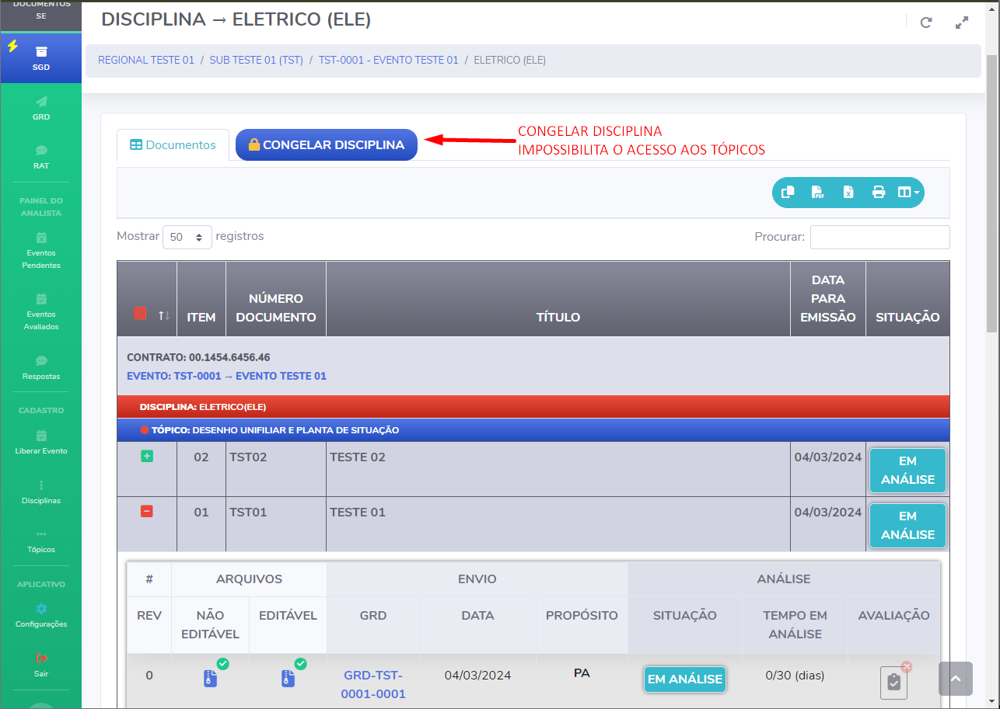 DOCUMENTOS
SE
SGD
GRD
RAT
PAINEL DO
ANALISTA
Eventos
Pendentes
Eventos
Avaliados
Respostas
CADASTRO
Liberar Evento
Disciplinas
Tópicos
APLICATIVO
Configurações
Sair
DISCIPLINA → ELETRICO (ELE)
REGIONAL TESTE 01 / SUB TESTE 01 (TST) / TST-0001 - EVENTO TESTE 01 / ELETRICO (ELE)
Documentos
CONGELAR DISCIPLINA
CONGELAR DISCIPLINA
IMPOSSIBILITA O ACESSO AOS TÓPICOS
PDF
X
Mostrar 50 registros
Procurar:
ITEM
NÚMERO
DOCUMENTO
TÍTULO
DATA
PARA
EMISSÃO
SITUAÇÃO
CONTRATO: 00.1454.6456.46
EVENTO: TST-0001 → EVENTO TESTE 01
DISCIPLINA: ELETRICO(ELE)
TÓPICO: DESENHO UNIFILIAR E PLANTA DE SITUAÇÃO
02 TST02 TESTE 02 04/03/2024 EM
ANÁLISE
01 TST01 TESTE 01 04/03/2024 EM
ANÁLISE
# ARQUIVOS ENVIO ANÁLISE
REV
NÃO
EDITÁVEL
EDITÁVEL
GRD
DATA
PROPÓSITO
SITUAÇÃO
TEMPO EM
ANÁLISE
AVALIAÇÃO
0
GRD-TST-
0001-0001
04/03/2024
PA
EM ANÁLISE
0/30 (dias)